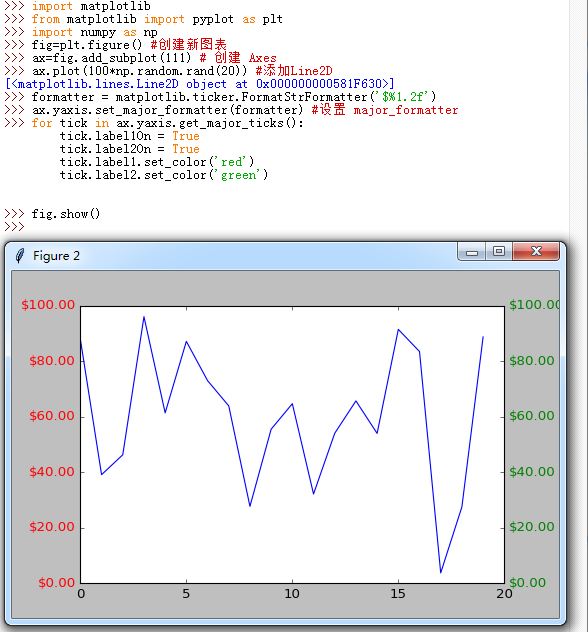 >>> import matplotlib
>>> from matplotlib import pyplot as plt
>>> import numpy as np
>>> fig=plt.figure() #创建新图表
>>> ax=fig.add_subplot(111) # 创建 Axes
>>> ax.plot(100*np.random.rand(20)) #添加Line2D
[<matplotlib.lines.Line2D object at 0x000000000581F630>]
>>> formatter = matplotlib.ticker.FormatStrFormatter('$%1.2f')
>>> ax.yaxis.set_major_formatter(formatter) #设置 major_formatter
>>> for tick in ax.yaxis.get_major_ticks():
tick.label1On = True
tick.label2On = True
tick.label1.set_color('red')
tick.label2.set_color('green')
>>> fig.show()
>>>
Figure 2
$100.00 $100.00
$80.00 $80.00
$60.00 $60.00
$40.00 $40.00
$20.00 $20.00
$0.00 $0.00
0 5 10 15 20